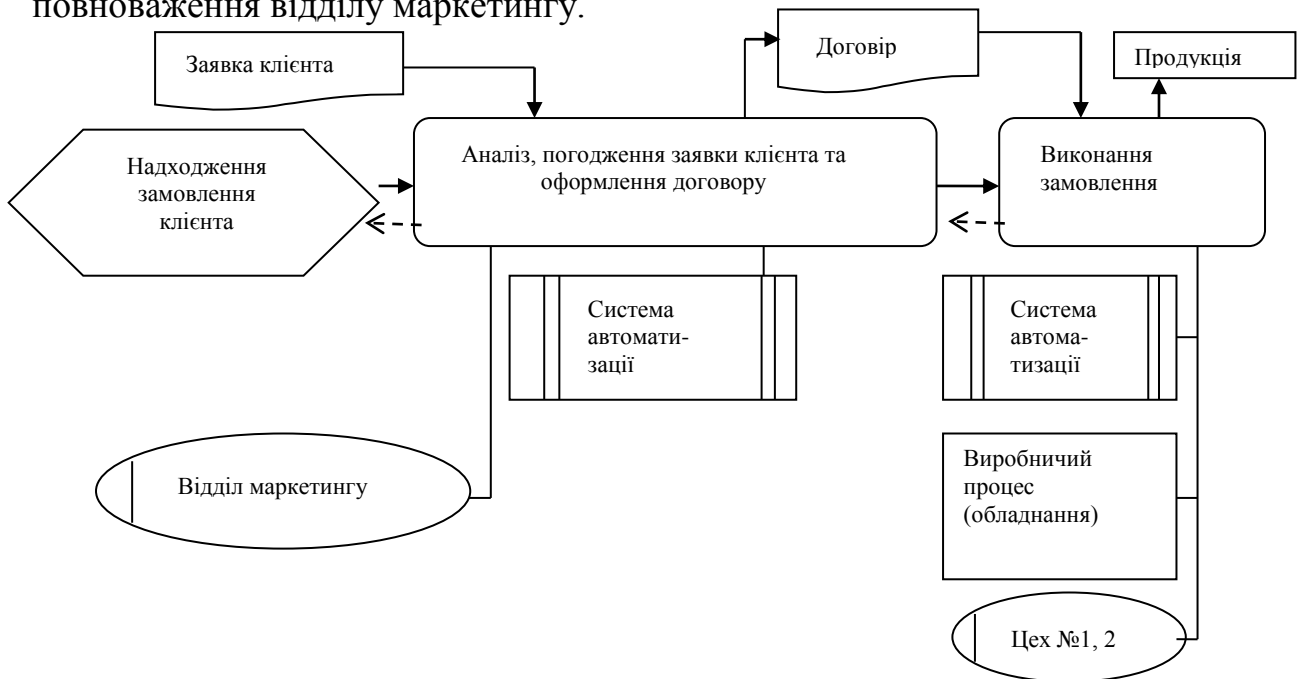 повноваження відділу маркетингу.
Заявка клієнта
Договір
Продукція
Надходження
замовлення
клієнта
Аналіз, погодження заявки клієнта та
оформлення договору
Виконання
замовлення
Система
автомати-
зації
Система
автома-
тизації
Відділ маркетингу
Виробничий
процес
(обладнання)
Цех №1, 2